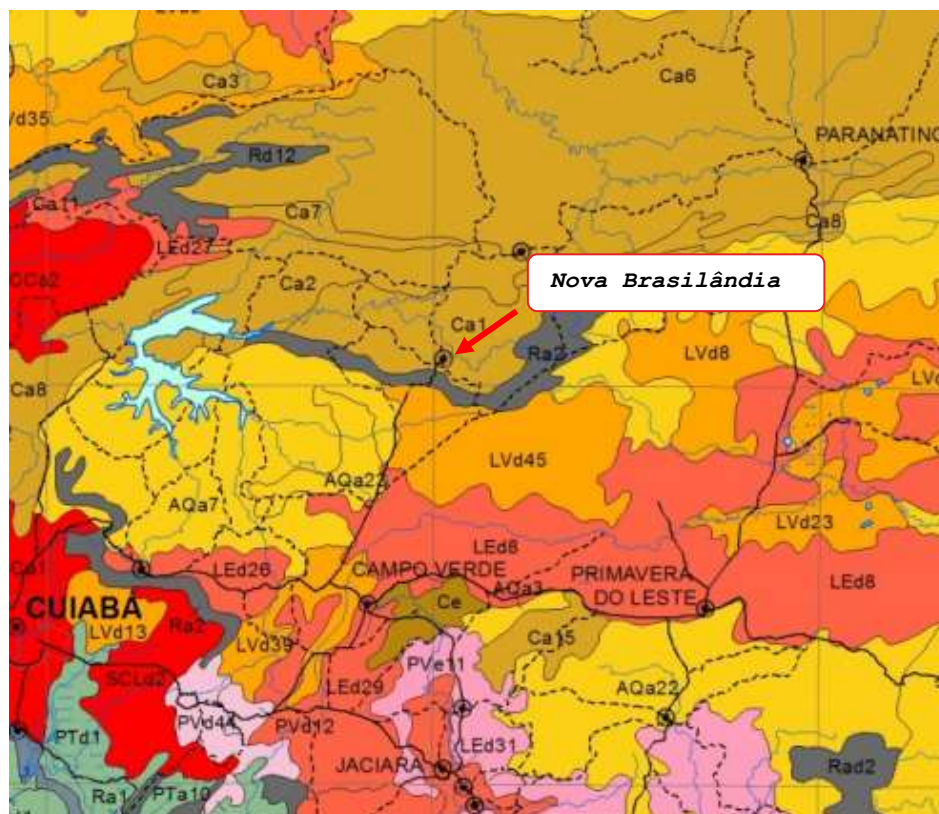 Ca3
Ca6
Vd35
PARANATINO
Rd12
Ca11
Ca7
Ca8
LEd27
Ca2
Nova Brasilândia
Ca1
Ra2
LVd8
Ca8
LVd45
AQa22
AQa7
LVd23
LEd8
LEd26
CAMPO VERDE
AQa3
PRIMAVERA
DO LESTE
LEd8
CUIABÁ
Ce
LVd13
Ra2
LVd39
Ca15
PVe11
SCLd2
LEd29
AQa22
PVd44
PVd12
PTd1
LEd31
JACIARA
Rad2
Ra1
PTa10